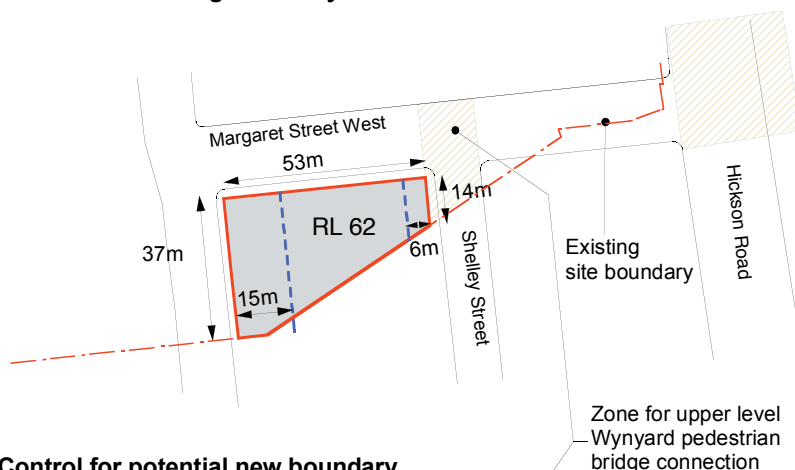 Margaret Street West
53m
14m
RL 62
37m
6m
15m
Shelley Street
Hickson Road
Existing
site boundary
Zone for upper level
Wynyard pedestrian
bridge connection
Control for potential new boundary